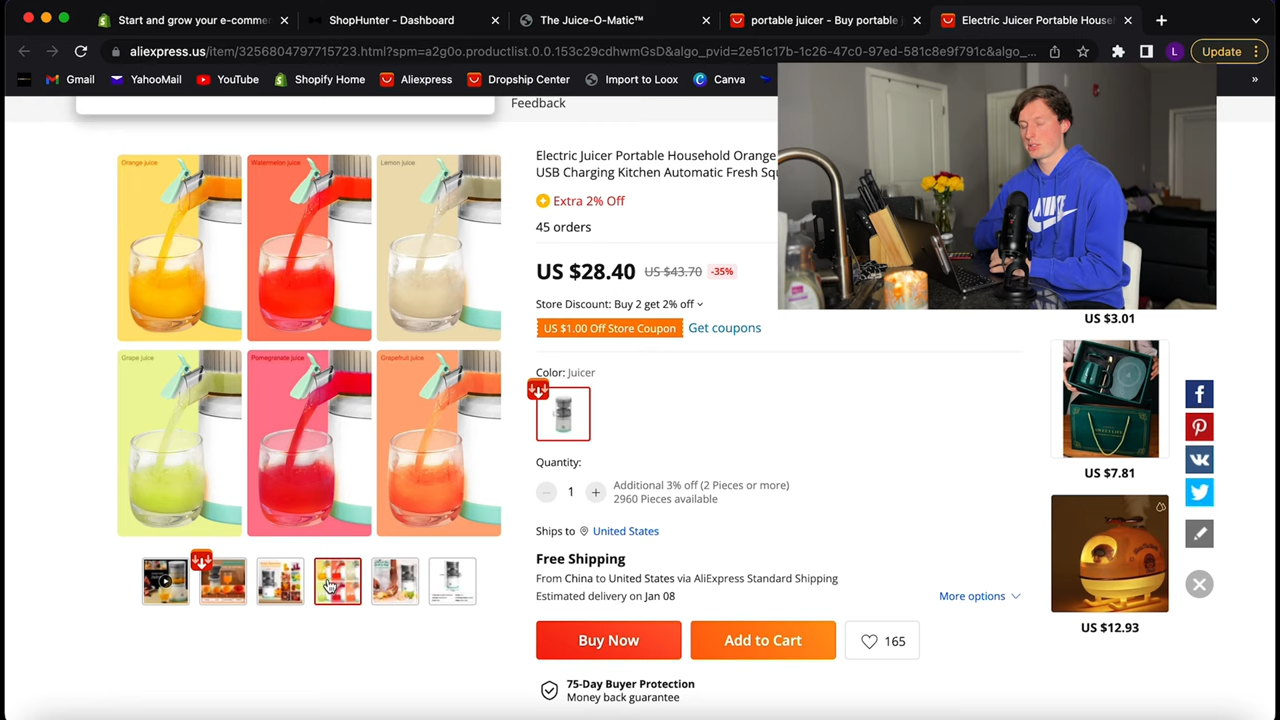 Start and grow your e-commer
ShopHunter - Dashboard
The Juice-O-Matic™
portable juicer - Buy portable j
Electric Juicer Portable House
aliexpress.us/item/3256804797715723.html?spm=a2g0o.productlist.0.0.153c29cdhwmGsD&algo_pvid=2e51c17b-1c26-47c0-97ed-581c8e9f791c&algo_...
L
Update
Gmail
YahooMail
YouTube
Shopify Home
Aliexpress
Dropship Center
Import to Loox
Canva
»
Feedback
Orange juice
Watermelon juice
Lemon juice
Grape juice
Pomegranate juice
Grapefruit juice
Electric Juicer Portable Household Orange
USB Charging Kitchen Automatic Fresh Squ
Extra 2% Off
45 orders
US $28.40 US $43.70 -35%
Store Discount: Buy 2 get 2% off
US $1.00 Off Store Coupon Get coupons
Color: Juicer
Quantity:
1
Additional 3% off (2 Pieces or more)
2960 Pieces available
Ships to United States
Free Shipping
From China to United States via AliExpress Standard Shipping
Estimated delivery on Jan 08
More options
Buy Now
Add to Cart
165
75-Day Buyer Protection
Money back guarantee
NIKE
US $3.01
US $7.81
US $12.93